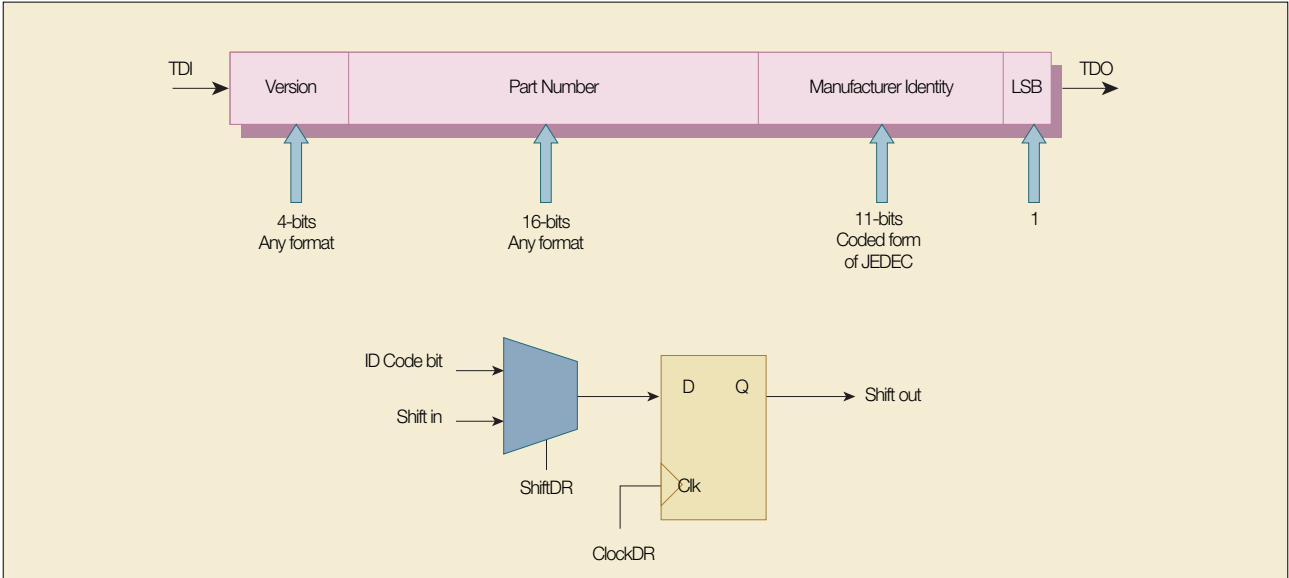 TDI
Version
Part Number
Manufacturer Identity
LSB
TDO
4-bits
Any format
16-bits
Any format
11-bits
Coded form
of JEDEC
1
ID Code bit
Shift in
ShiftDR
D
Q
Clk
Shift out
ClockDR